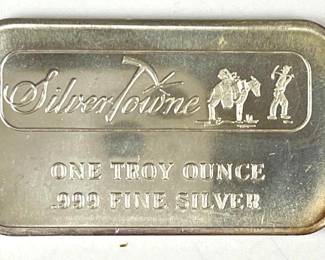 SilverTowne
ONE TROY OUNCE
.999 FINE SILVER